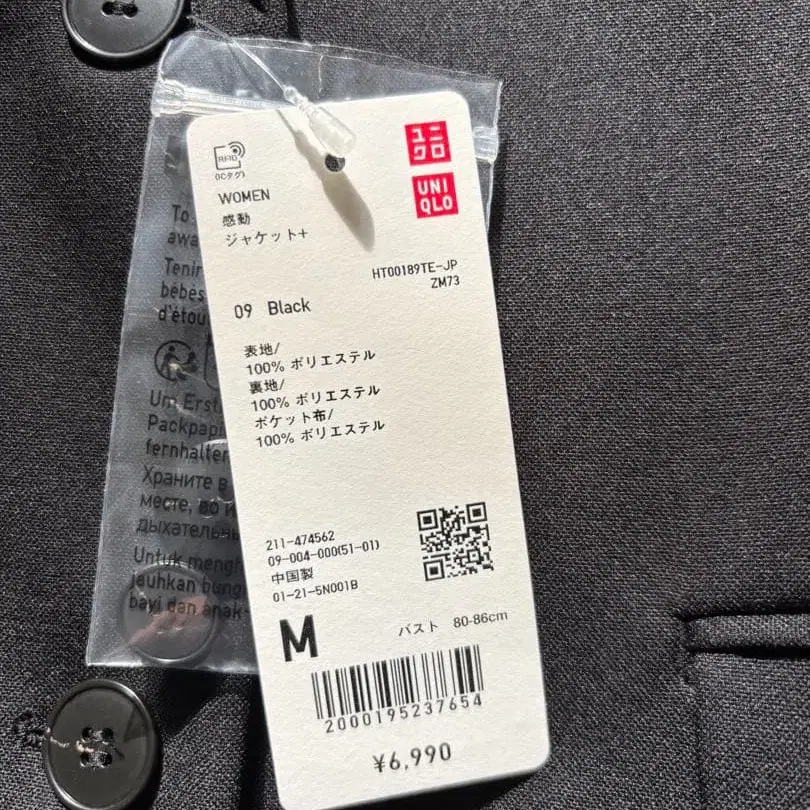 RFID
(ICタグ)
ユニ
クロ
UNI
QLO
WOMEN
感動
ジャケット+
HT00189TE-JP
ZM73
09 Black
表地/
100% ポリエステル
裏地/
100% ポリエステル
ポケット布/
100% ポリエステル
211-474562
09-004-000(51-01)
中国製
01-21-5N001B
M
バスト 80-86cm
2000195237654
¥6,990
To
Tenir
bébés
d'étou
Um Erst
Packpapi
fernhalten
Храните в
месте, во и
Untuk mengh
jauhkan bung
bayi dan anak-